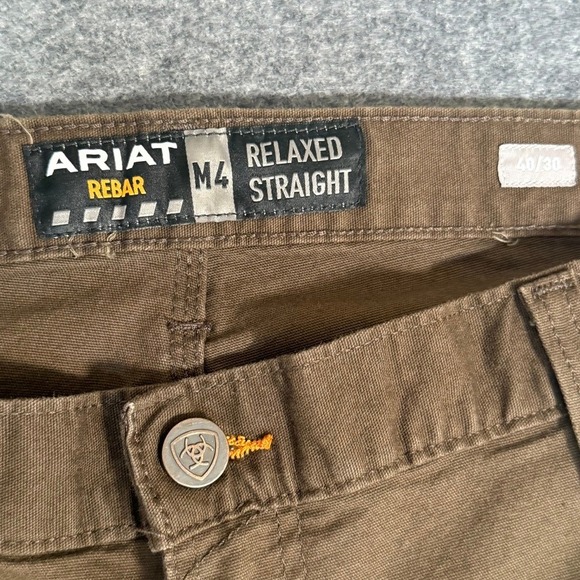 ARIAT
REBAR
M4
RELAXED
STRAIGHT
40/30